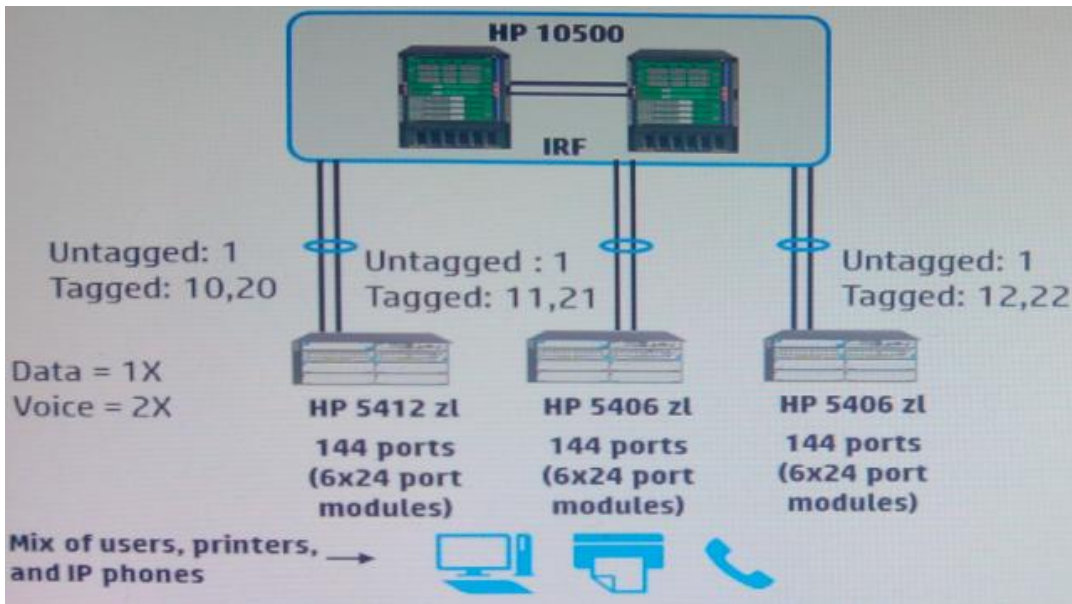 HP 10500
IRF
Untagged: 1
Tagged: 10,20
Untagged : 1
Tagged: 11,21
Untagged: 1
Tagged: 12,22
Data = 1X
Voice = 2X
HP 5412 zl
144 ports
(6x24 port
modules)
HP 5406 zl
144 ports
(6x24 port
modules)
HP 5406 zl
144 ports
(6x24 port
modules)
Mix of users, printers,
and IP phones